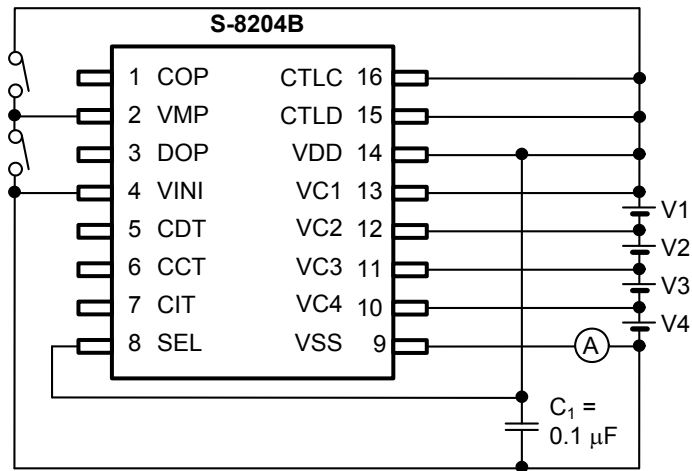 S-8204B
1 COP CTLC 16
2 VMP CTLD 15
3 DOP VDD 14
4 VINI VC1 13
5 CDT VC2 12
6 CCT VC3 11
7 CIT VC4 10
8 SEL VSS 9
V1
V2
V3
V4
A
C₁ =
0.1 μF